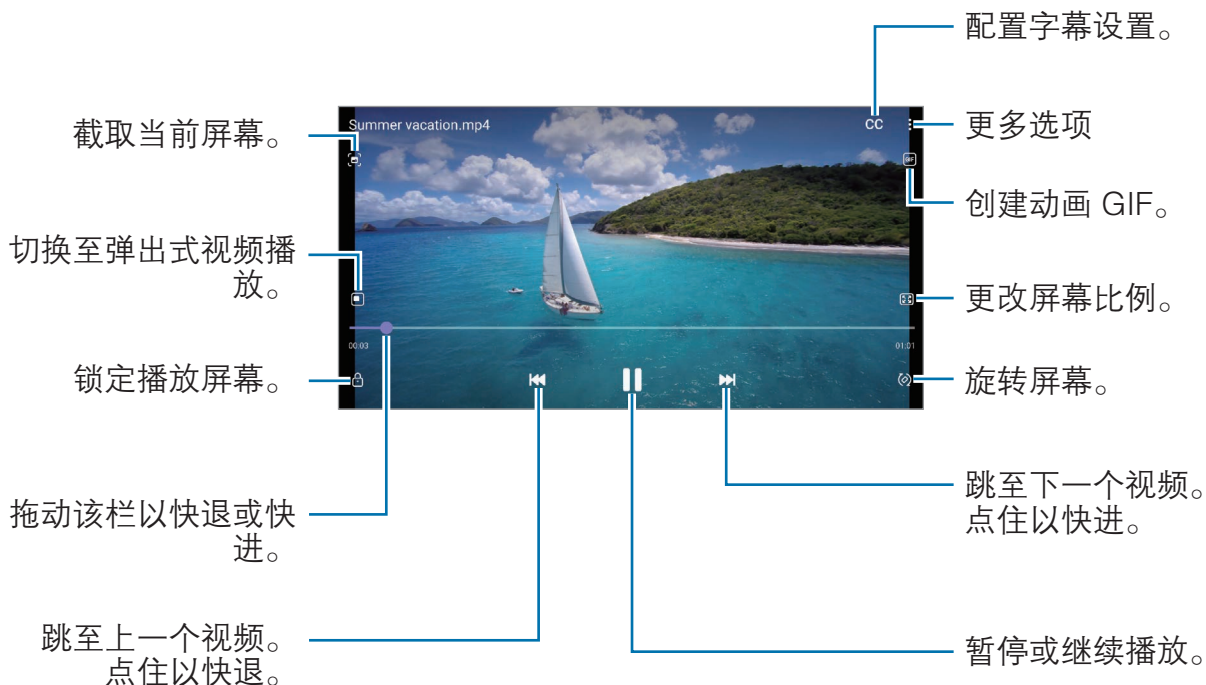 配置字幕设置。
截取当前屏幕。
Summer vacation.mp4
CC
更多选项
GIF
创建动画 GIF。
切换至弹出式视频播
放。
更改屏幕比例。
00:03
01:01
锁定播放屏幕。
旋转屏幕。
拖动该栏以快退或快
进。
跳至下一个视频。
点住以快进。
跳至上一个视频。
点住以快退。
暂停或继续播放。